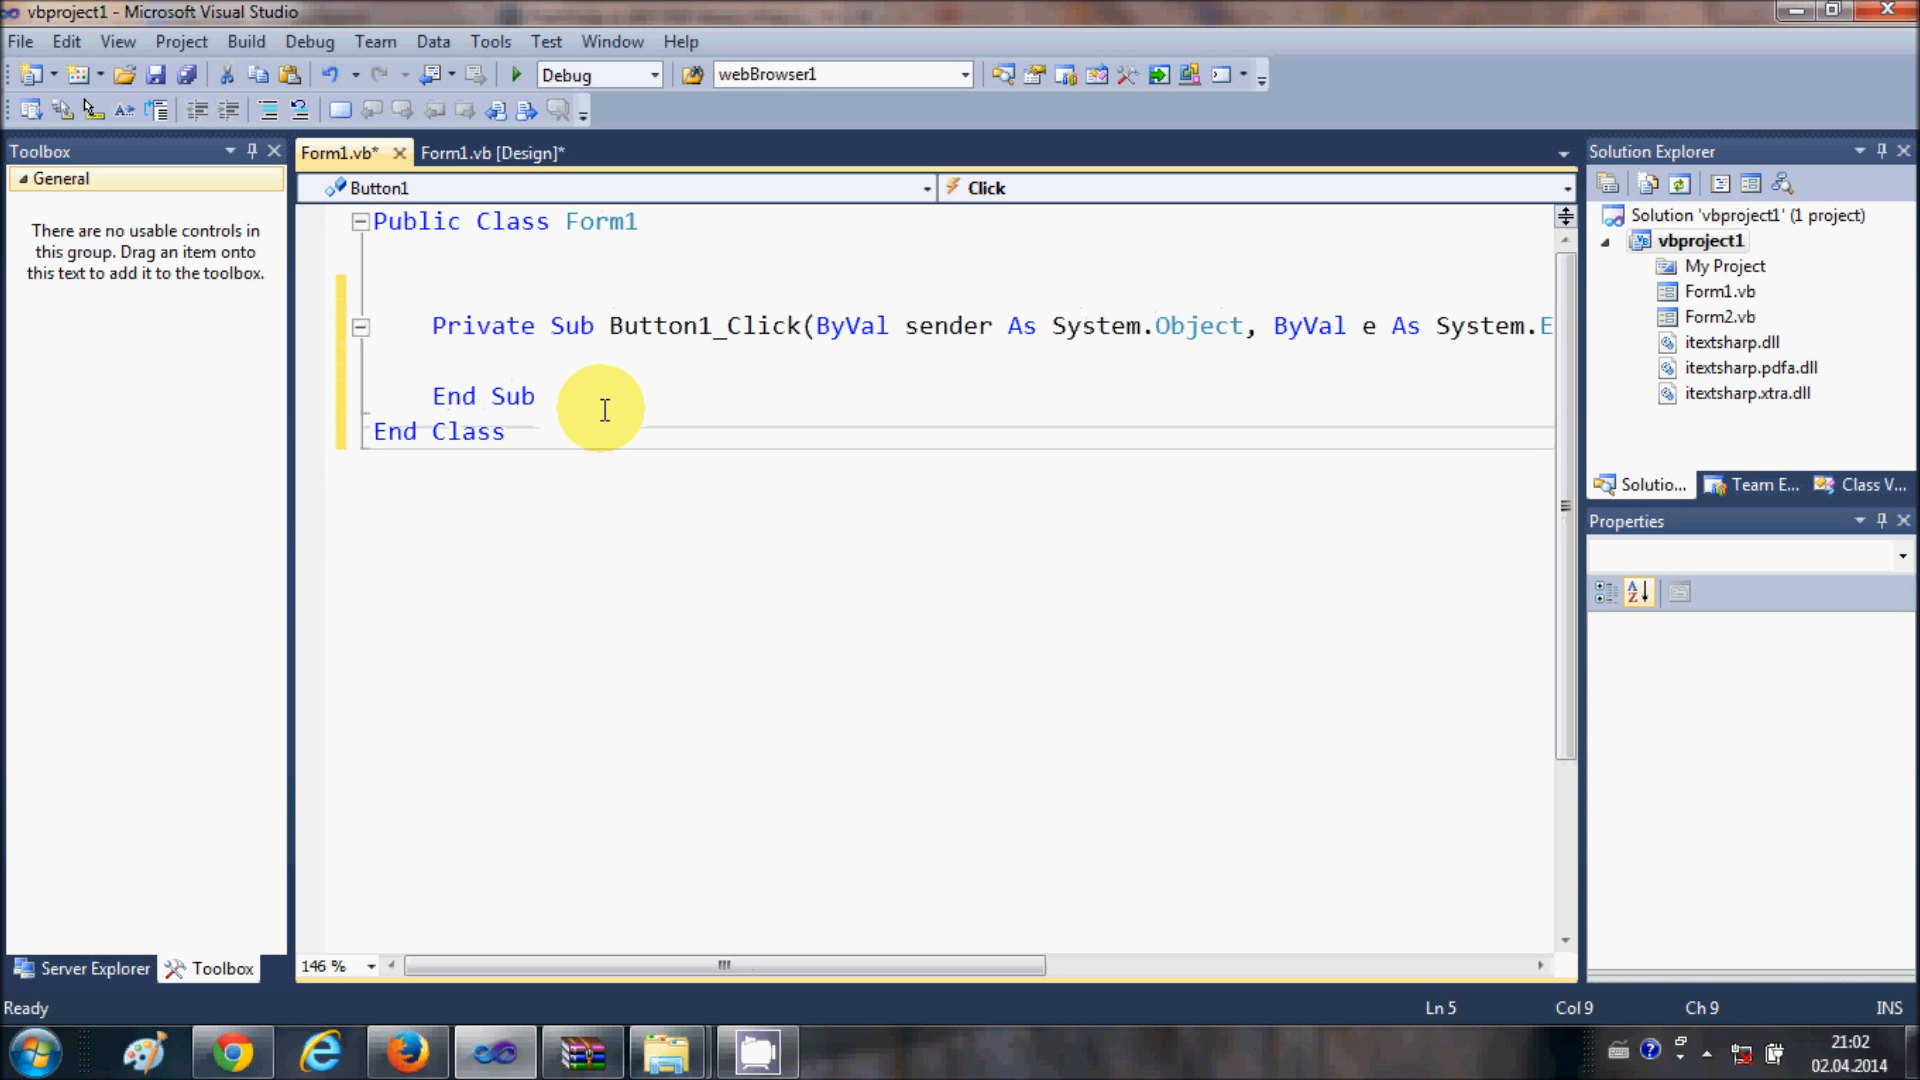 vbproject1 - Microsoft Visual Studio
File Edit View Project Build Debug Team Data Tools Test Window Help
Debug webBrowser1
Toolbox
General
There are no usable controls in
this group. Drag an item onto
this text to add it to the toolbox.
Server Explorer Toolbox
Form1.vb* Form1.vb [Design]*
Button1 Click
Public Class Form1
Private Sub Button1_Click(ByVal sender As System.Object, ByVal e As System.E
End Sub
End Class
146 %
Solution Explorer
Solution 'vbproject1' (1 project)
vbproject1
My Project
Form1.vb
Form2.vb
itextsharp.dll
itextsharp.pdfa.dll
itextsharp.xtra.dll
Solutio... Team E... Class V...
Properties
Ready Ln 5 Col 9 Ch 9 INS
21:02
02.04.2014